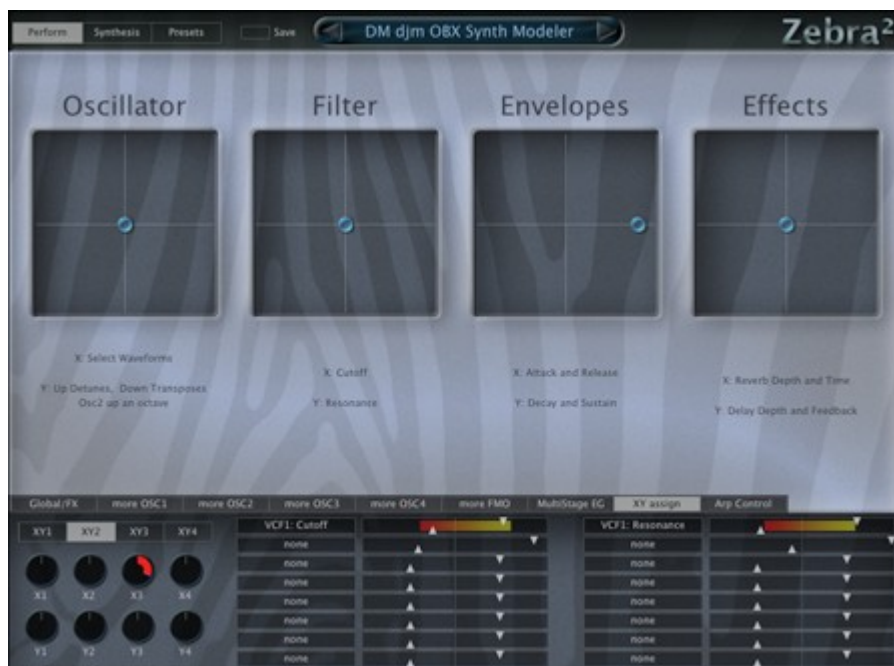 Perform Synthesis Presets Save DM djm OBX Synth Modeler Zebra²
Oscillator Filter Envelopes Effects
X: Select Waveforms
Y: Up Detunes, Down Transposes
Osc2 up an octave
X: Cutoff
Y: Resonance
X: Attack and Release
Y: Decay and Sustain
X: Reverb Depth and Time
Y: Delay Depth and Feedback
Global/FX more OSC1 more OSC2 more OSC3 more OSC4 more FMO MultiStage EG XY assign Arp Control
XY1 XY2 XY3 XY4
X1 X2 X3 X4
Y1 Y2 Y3 Y4
VCF1: Cutoff
none
none
none
none
none
none
none
VCF1: Resonance
none
none
none
none
none
none
none